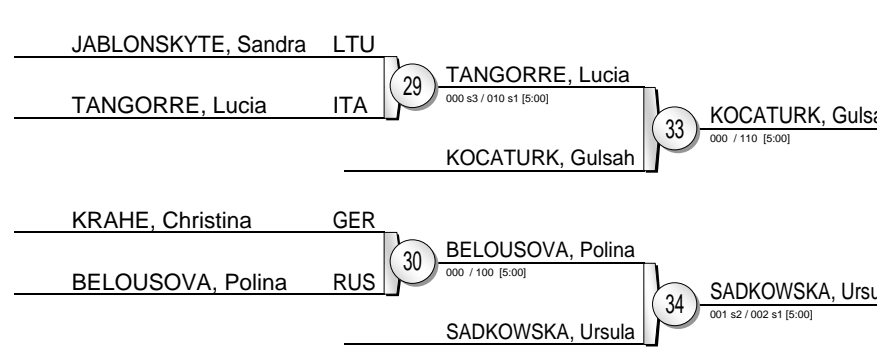 JABLONSKYTE, Sandra LTU
29
TANGORRE, Lucia
000 s3 / 010 s1 [5:00]
TANGORRE, Lucia ITA
33
KOCATURK, Gulsa
000 / 110 [5:00]
KOCATURK, Gulsah
KRAHE, Christina GER
30
BELOUSOVA, Polina
000 / 100 [5:00]
BELOUSOVA, Polina RUS
34
SADKOWSKA, Ursu
001 s2 / 002 s1 [5:00]
SADKOWSKA, Ursula